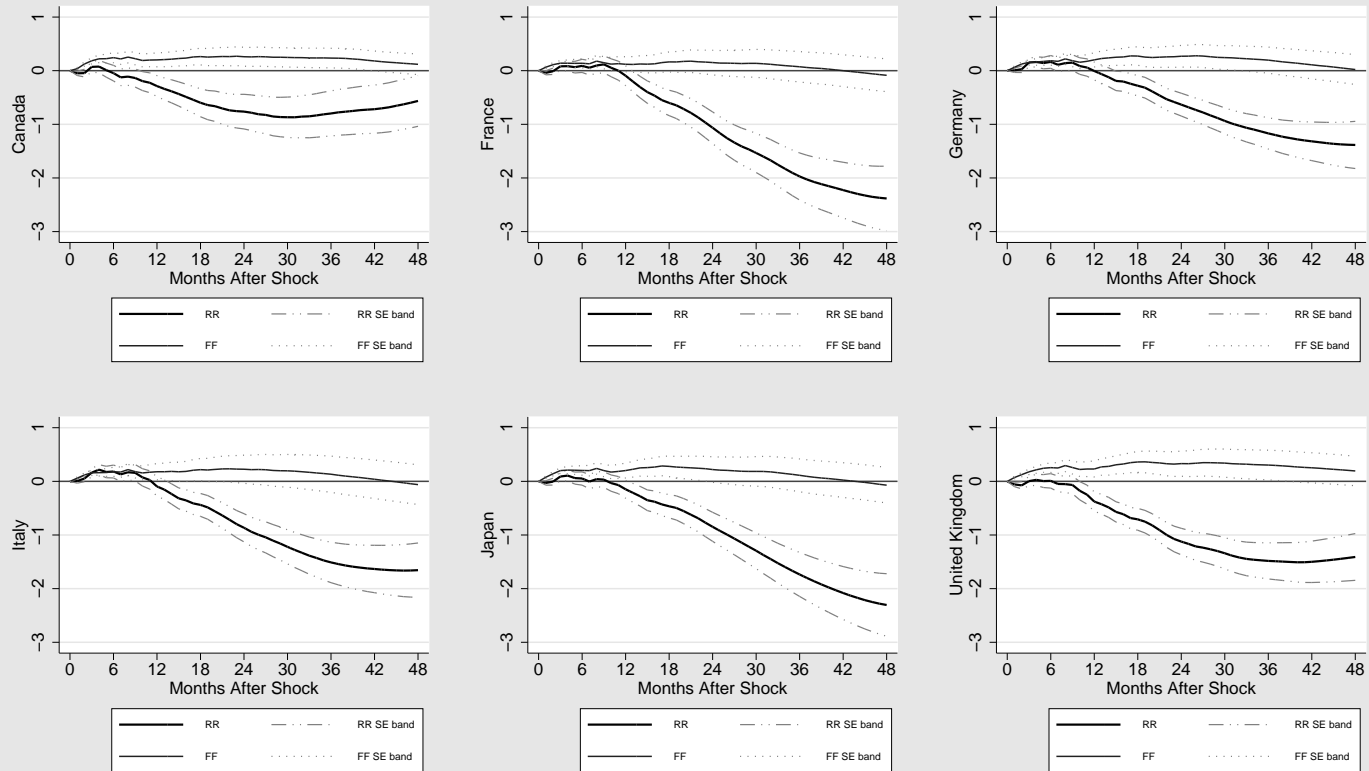 1
0
−1
−2
−3
Canada
0 6 12 18 24 30 36 42 48
Months After Shock
RR RR SE band
FF FF SE band
1
0
−1
−2
−3
France
0 6 12 18 24 30 36 42 48
Months After Shock
RR RR SE band
FF FF SE band
1
0
−1
−2
−3
Germany
0 6 12 18 24 30 36 42 48
Months After Shock
RR RR SE band
FF FF SE band
1
0
−1
−2
−3
Italy
0 6 12 18 24 30 36 42 48
Months After Shock
RR RR SE band
FF FF SE band
1
0
−1
−2
−3
Japan
0 6 12 18 24 30 36 42 48
Months After Shock
RR RR SE band
FF FF SE band
1
0
−1
−2
−3
United Kingdom
0 6 12 18 24 30 36 42 48
Months After Shock
RR RR SE band
FF FF SE band